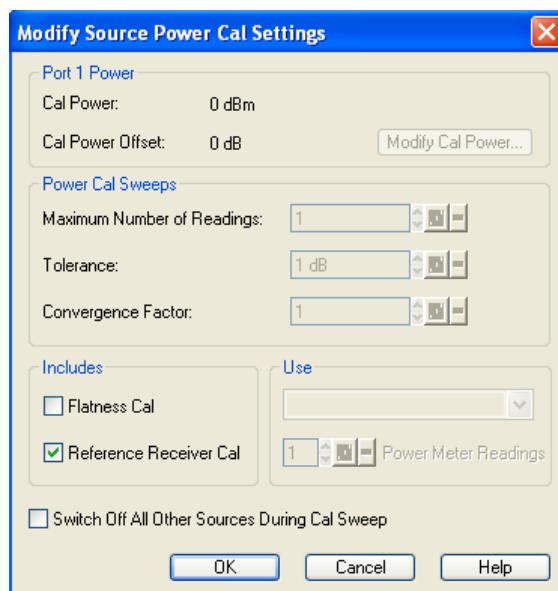 Modify Source Power Cal Settings
Port 1 Power
Cal Power: 0 dBm
Cal Power Offset: 0 dB Modify Cal Power...
Power Cal Sweeps
Maximum Number of Readings: 1
Tolerance: 1 dB
Convergence Factor: 1
Includes
Flatness Cal
Reference Receiver Cal
Use
1 Power Meter Readings
Switch Off All Other Sources During Cal Sweep
OK Cancel Help